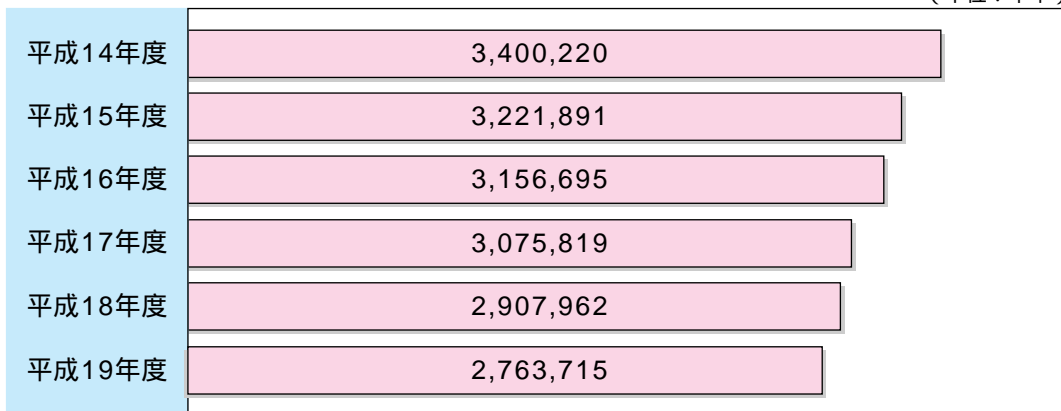 平成14年度 3,400,220
平成15年度 3,221,891
平成16年度 3,156,695
平成17年度 3,075,819
平成18年度 2,907,962
平成19年度 2,763,715